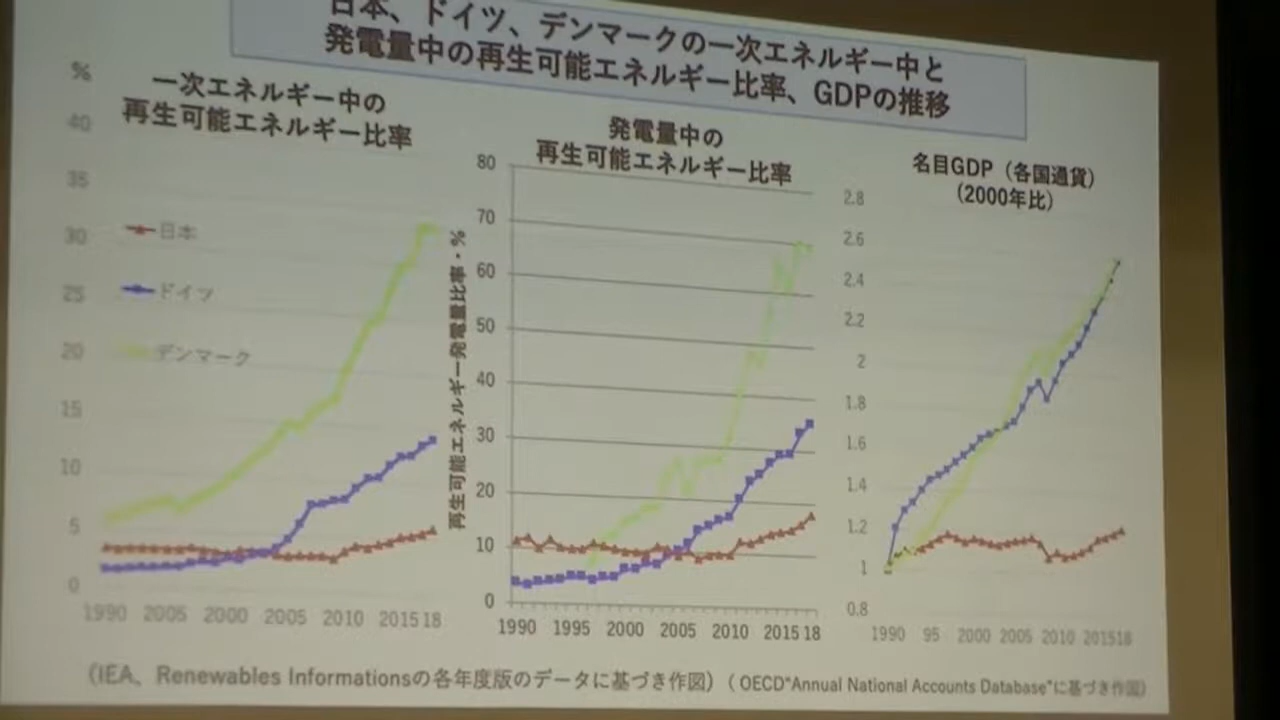 日本、ドイツ、デンマークの一次エネルギー中と
発電量中の再生可能エネルギー比率、GDPの推移
%
一次エネルギー中の
再生可能エネルギー比率
40
35
30
25
20
15
10
5
0
日本
ドイツ
デンマーク
1990 2005 2000 2005 2010 2015 18
発電量中の
再生可能エネルギー比率
再生可能エネルギー発電量比率・%
80
70
60
50
40
30
20
10
0
1990 1995 2000 2005 2010 2015 18
名目GDP（各国通貨）
（2000年比）
2.8
2.6
2.4
2.2
2
1.8
1.6
1.4
1.2
1
0.8
1990 95 2000 2005 2010 2015 18
（IEA、Renewables Informationsの各年度版のデータに基づき作図）（OECD"Annual National Accounts Database"に基づき作図）